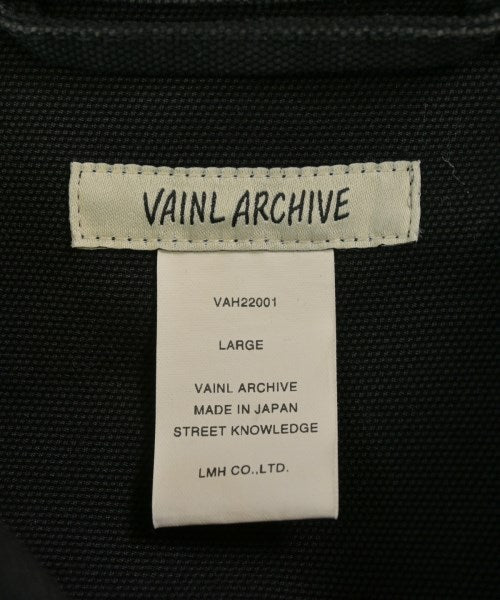 VAINL ARCHIVE
VAH22001
LARGE
VAINL ARCHIVE
MADE IN JAPAN
STREET KNOWLEDGE
LMH CO.,LTD.